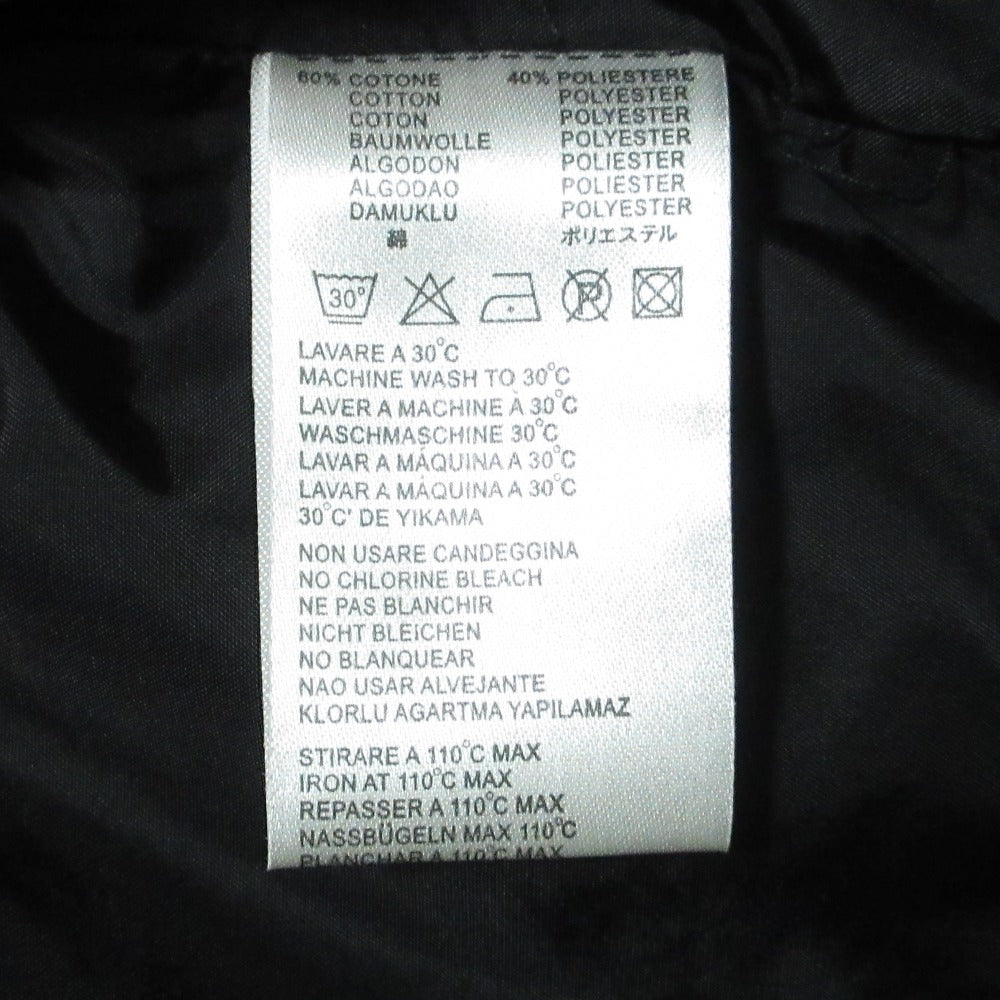 60% COTONE 40% POLIESTERE
COTTON POLYESTER
COTON POLYESTER
BAUMWOLLE POLYESTER
ALGODON POLIESTER
ALGODAO POLIESTER
DAMUKLU POLYESTER
綿 ポリエステル
30° P
LAVARE A 30°C
MACHINE WASH TO 30°C
LAVER A MACHINE À 30°C
WASCHMASCHINE 30°C
LAVAR A MÁQUINA A 30°C
LAVAR A MÁQUINA A 30°C
30°C' DE YIKAMA
NON USARE CANDEGGINA
NO CHLORINE BLEACH
NE PAS BLANCHIR
NICHT BLEICHEN
NO BLANQUEAR
NAO USAR ALVEJANTE
KLORLU AGARTMA YAPILAMAZ
STIRARE A 110°C MAX
IRON AT 110°C MAX
REPASSER A 110°C MAX
NASSBÜGELN MAX 110°C
PLANCHAR A 110°C MAX